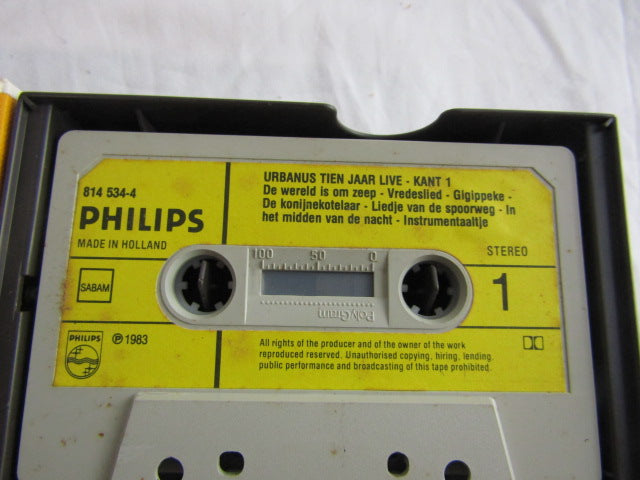 814 534-4
PHILIPS
MADE IN HOLLAND
SABAM
PHILIPS
℗ 1983
URBANUS TIEN JAAR LIVE - KANT 1
De wereld is om zeep - Vredeslied - Gigippeke -
De konijnekotelaar - Liedje van de spoorweg - In
het midden van de nacht - Instrumentaaltje
STEREO
1
100 50 0
PolyGram
All rights of the producer and of the owner of the work
reproduced reserved. Unauthorised copying, hiring, lending,
public performance and broadcasting of this tape prohibited.